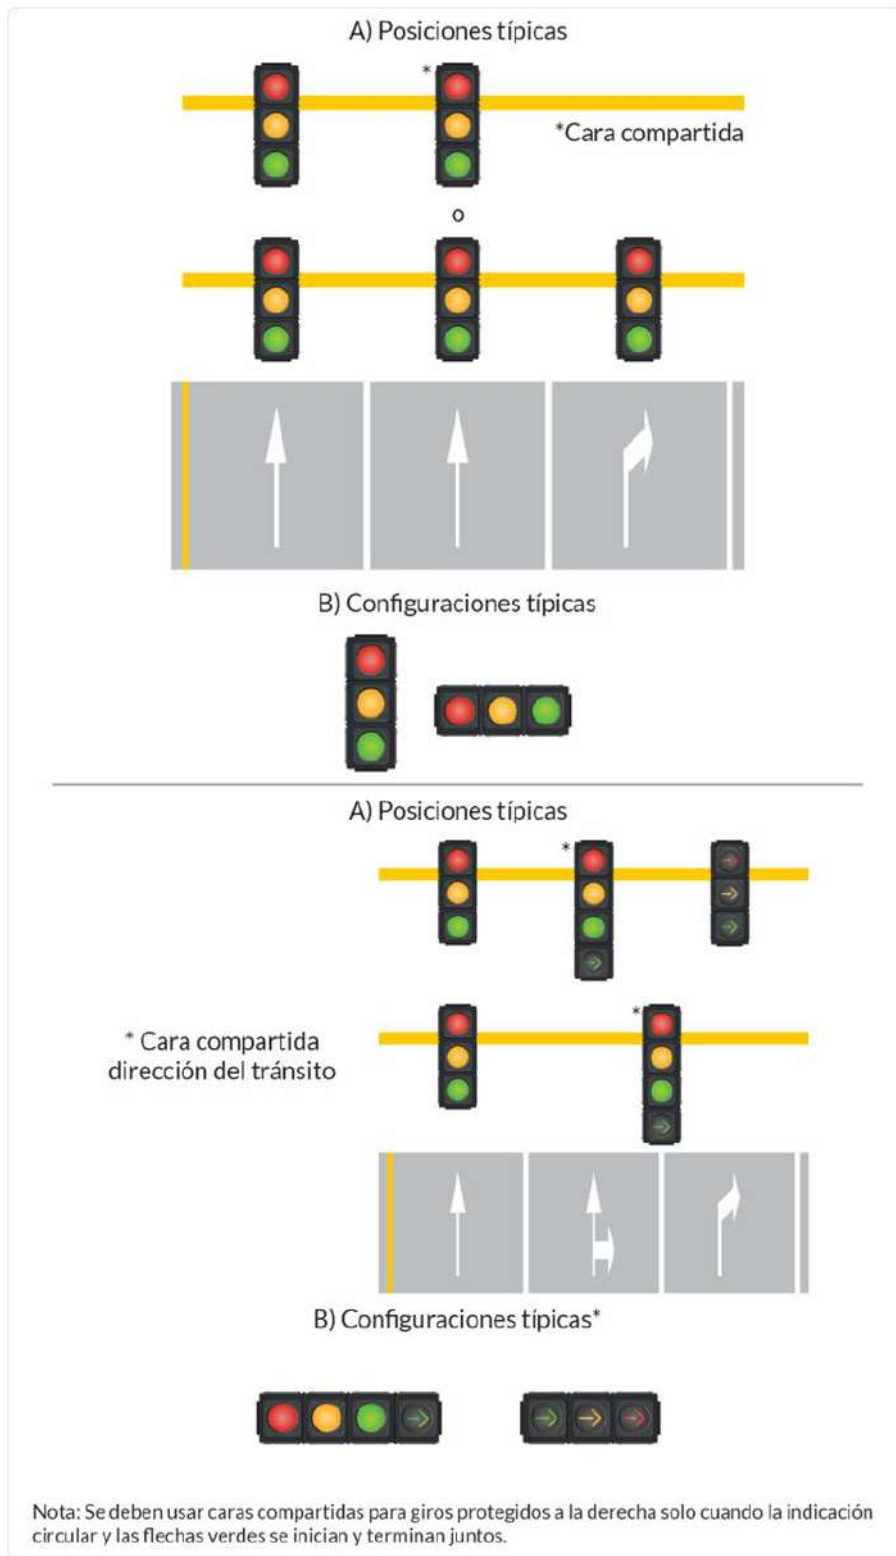 A) Posiciones típicas
*
*Cara compartida
o
B) Configuraciones típicas
A) Posiciones típicas
*
*
* Cara compartida
dirección del tránsito
B) Configuraciones típicas*
Nota: Se deben usar caras compartidas para giros protegidos a la derecha solo cuando la indicación
circular y las flechas verdes se inician y terminan juntos.